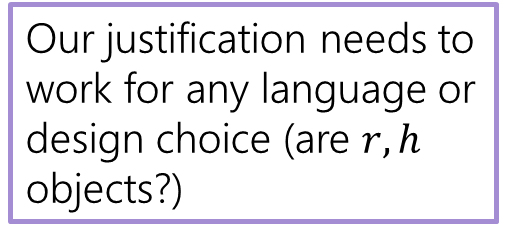 Our justification needs to
work for any language or
design choice (are r, h
objects?)